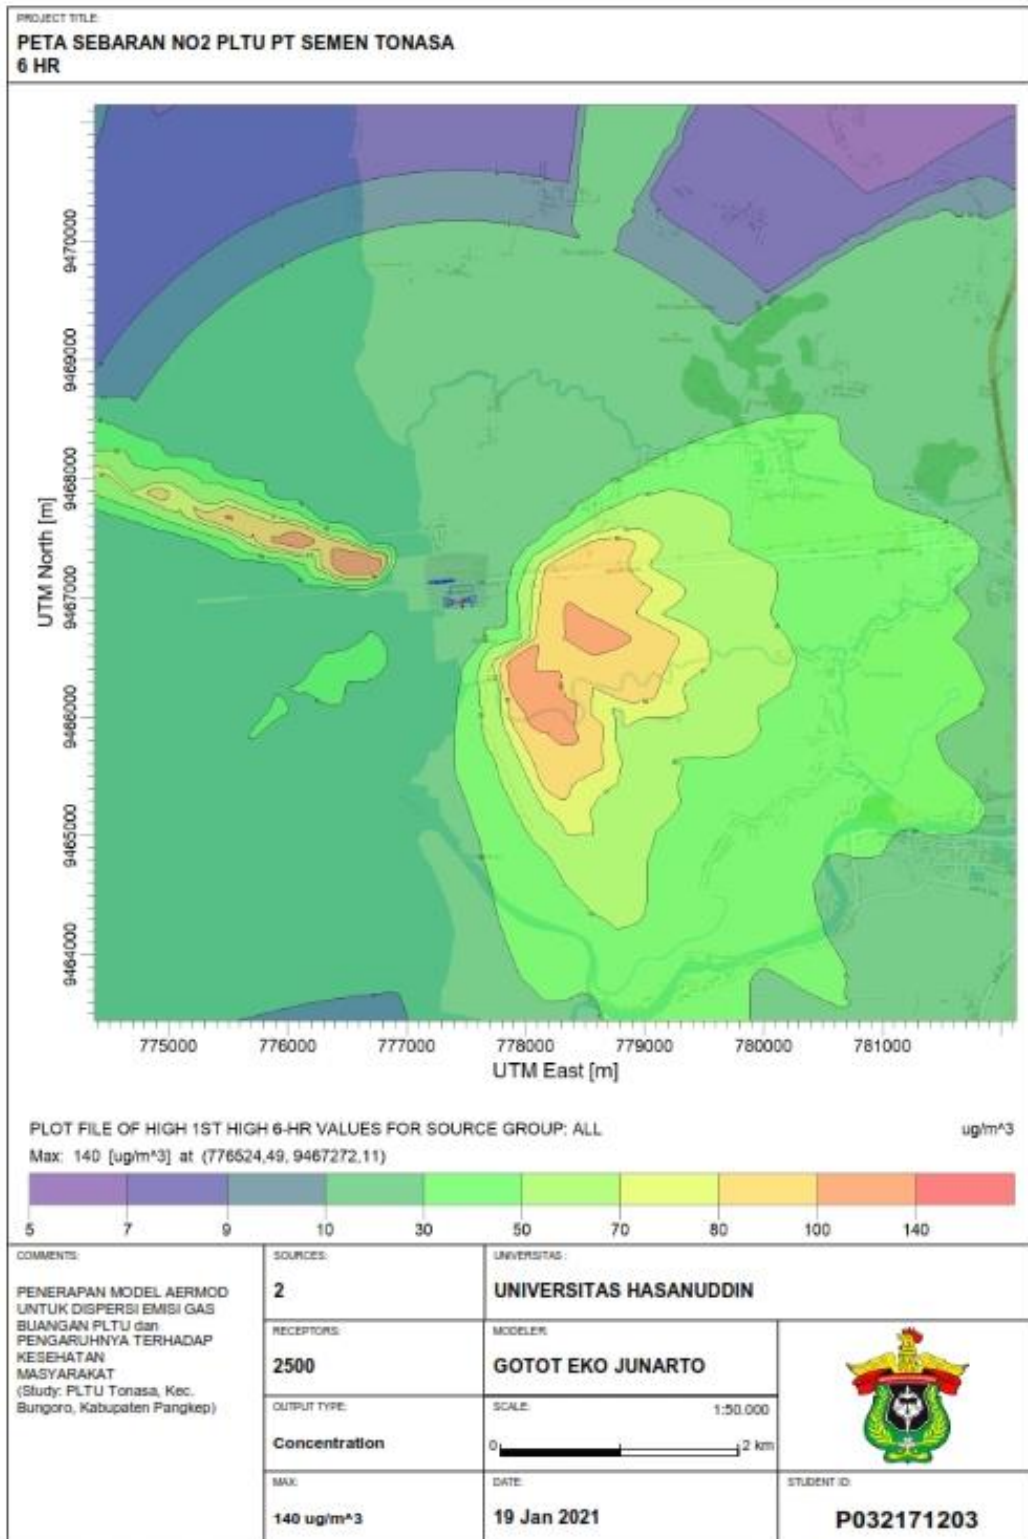 PROJECT TITLE:
PETA SEBARAN NO2 PLTU PT SEMEN TONASA
6 HR
UTM North [m]
9470000
9469000
9468000
9467000
9466000
9465000
9464000
775000
776000
777000
778000
779000
780000
781000
UTM East [m]
PLOT FILE OF HIGH 1ST HIGH 6-HR VALUES FOR SOURCE GROUP: ALL
ug/m^3
Max: 140 [ug/m^3] at (776524,49, 9467272,11)
5
7
9
10
30
50
70
80
100
140
COMMENTS:
PENERAPAN MODEL AERMOD
UNTUK DISPERSI EMISI GAS
BUANGAN PLTU dan
PENGARUHNYA TERHADAP
KESEHATAN
MASYARAKAT
(Study: PLTU Tonasa, Kec.
Bungoro, Kabupaten Pangkep)
SOURCES:
2
UNIVERSITAS:
UNIVERSITAS HASANUDDIN
RECEPTORS:
2500
MODELER:
GOTOT EKO JUNARTO
OUTPUT TYPE:
Concentration
SCALE:
1:50.000
0
2 km
MAX:
140 ug/m^3
DATE:
19 Jan 2021
STUDENT ID:
P032171203